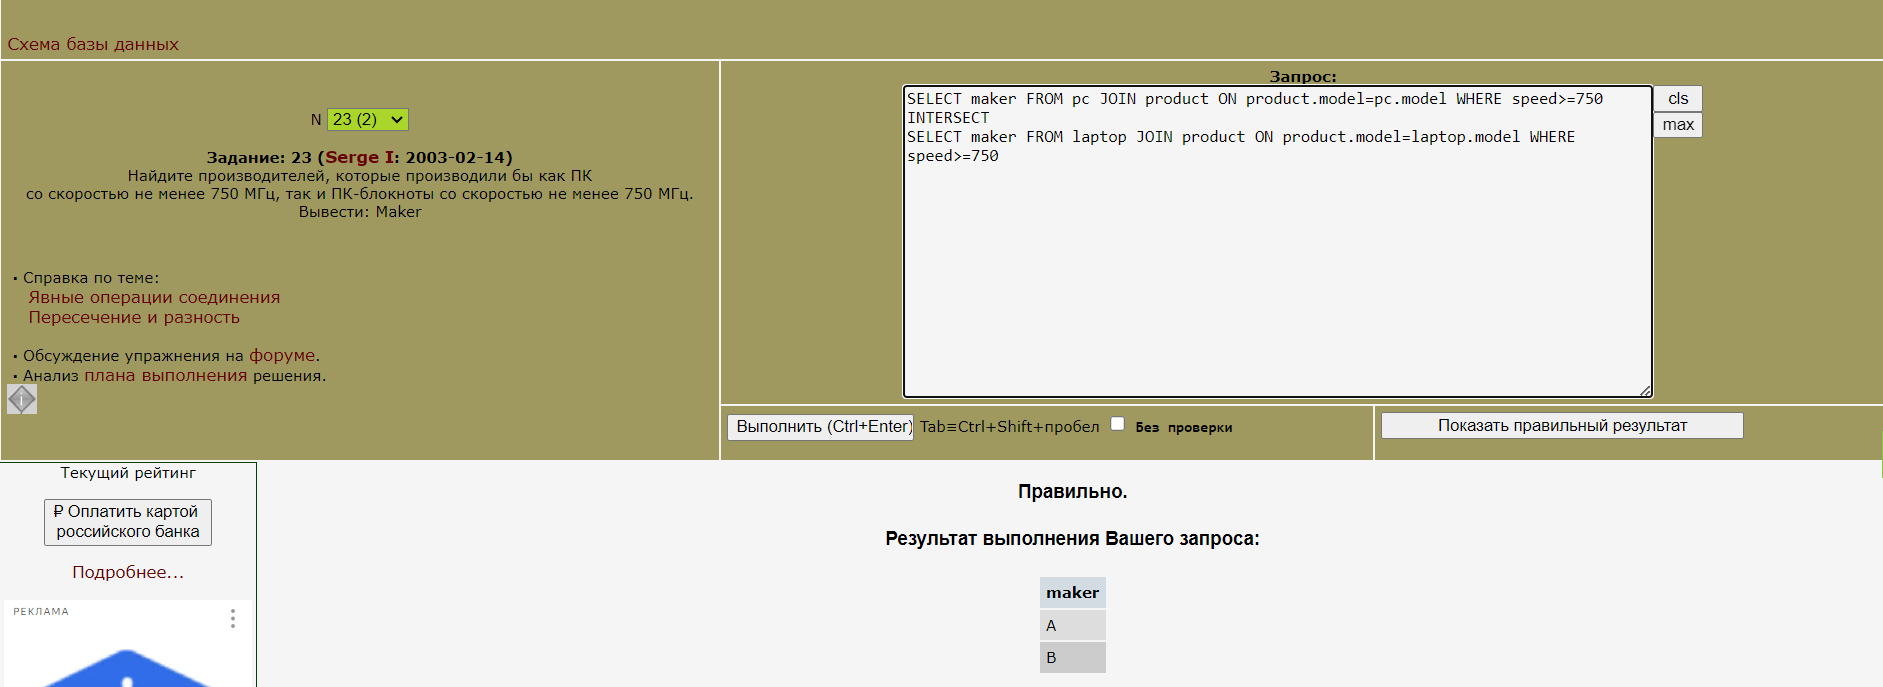 Схема базы данных
N 23 (2)
Задание: 23 (Serge I: 2003-02-14)
Найдите производителей, которые производили бы как ПК
со скоростью не менее 750 МГц, так и ПК-блокноты со скоростью не менее 750 МГц.
Вывести: Maker
· Справка по теме:
Явные операции соединения
Пересечение и разность
· Обсуждение упражнения на форуме.
· Анализ плана выполнения решения.
Запрос:
SELECT maker FROM pc JOIN product ON product.model=pc.model WHERE speed>=750
INTERSECT
SELECT maker FROM laptop JOIN product ON product.model=laptop.model WHERE
speed>=750
cls
max
Выполнить (Ctrl+Enter) Tab≡Ctrl+Shift+пробел Без проверки
Показать правильный результат
Текущий рейтинг
₽ Оплатить картой
российского банка
Подробнее...
РЕКЛАМА
Правильно.
Результат выполнения Вашего запроса:
maker
A
B